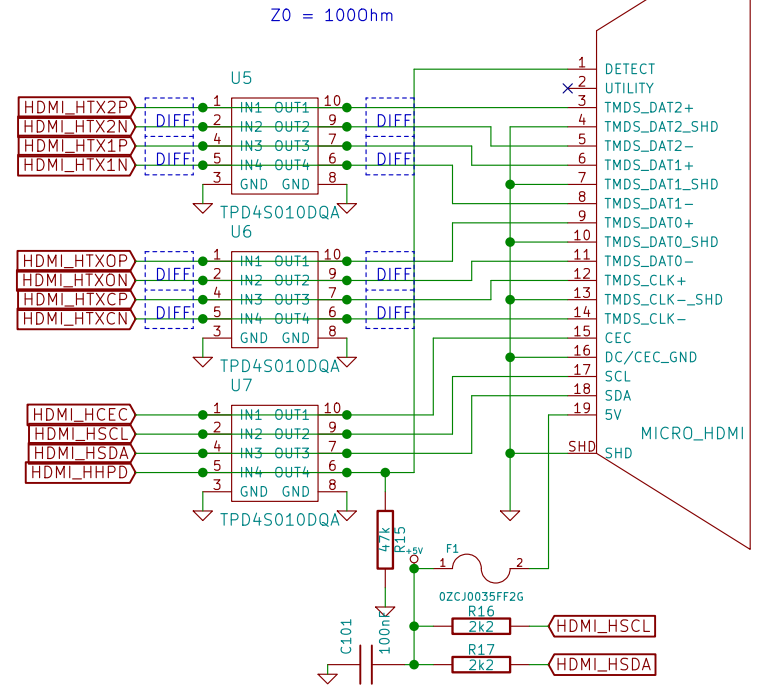 Z0 = 100Ohm
U5
HDMI_HTX2P
HDMI_HTX2N
HDMI_HTX1P
HDMI_HTX1N
DIFF
DIFF
1 IN1 OUT1 10
2 IN2 OUT2 9
4 IN3 OUT3 7
5 IN4 OUT4 6
3 GND GND 8
DIFF
DIFF
TPD4S010DQA
U6
HDMI_HTX0P
HDMI_HTX0N
HDMI_HTXCP
HDMI_HTXCN
DIFF
DIFF
1 IN1 OUT1 10
2 IN2 OUT2 9
4 IN3 OUT3 7
5 IN4 OUT4 6
3 GND GND 8
DIFF
DIFF
TPD4S010DQA
U7
HDMI_HCEC
HDMI_HSCL
HDMI_HSDA
HDMI_HHPD
1 IN1 OUT1 10
2 IN2 OUT2 9
4 IN3 OUT3 7
5 IN4 OUT4 6
3 GND GND 8
TPD4S010DQA
1 DETECT
2 UTILITY
3 TMDS_DAT2+
4 TMDS_DAT2_SHD
5 TMDS_DAT2-
6 TMDS_DAT1+
7 TMDS_DAT1_SHD
8 TMDS_DAT1-
9 TMDS_DAT0+
10 TMDS_DAT0_SHD
11 TMDS_DAT0-
12 TMDS_CLK+
13 TMDS_CLK-_SHD
14 TMDS_CLK-
15 CEC
16 DC/CEC_GND
17 SCL
18 SDA
19 5V
MICRO_HDMI
SHD SHD
47k
R15
+5V
F1
1 2
0ZCJ0035FF2G
C101
100nF
R16
2k2
HDMI_HSCL
R17
2k2
HDMI_HSDA